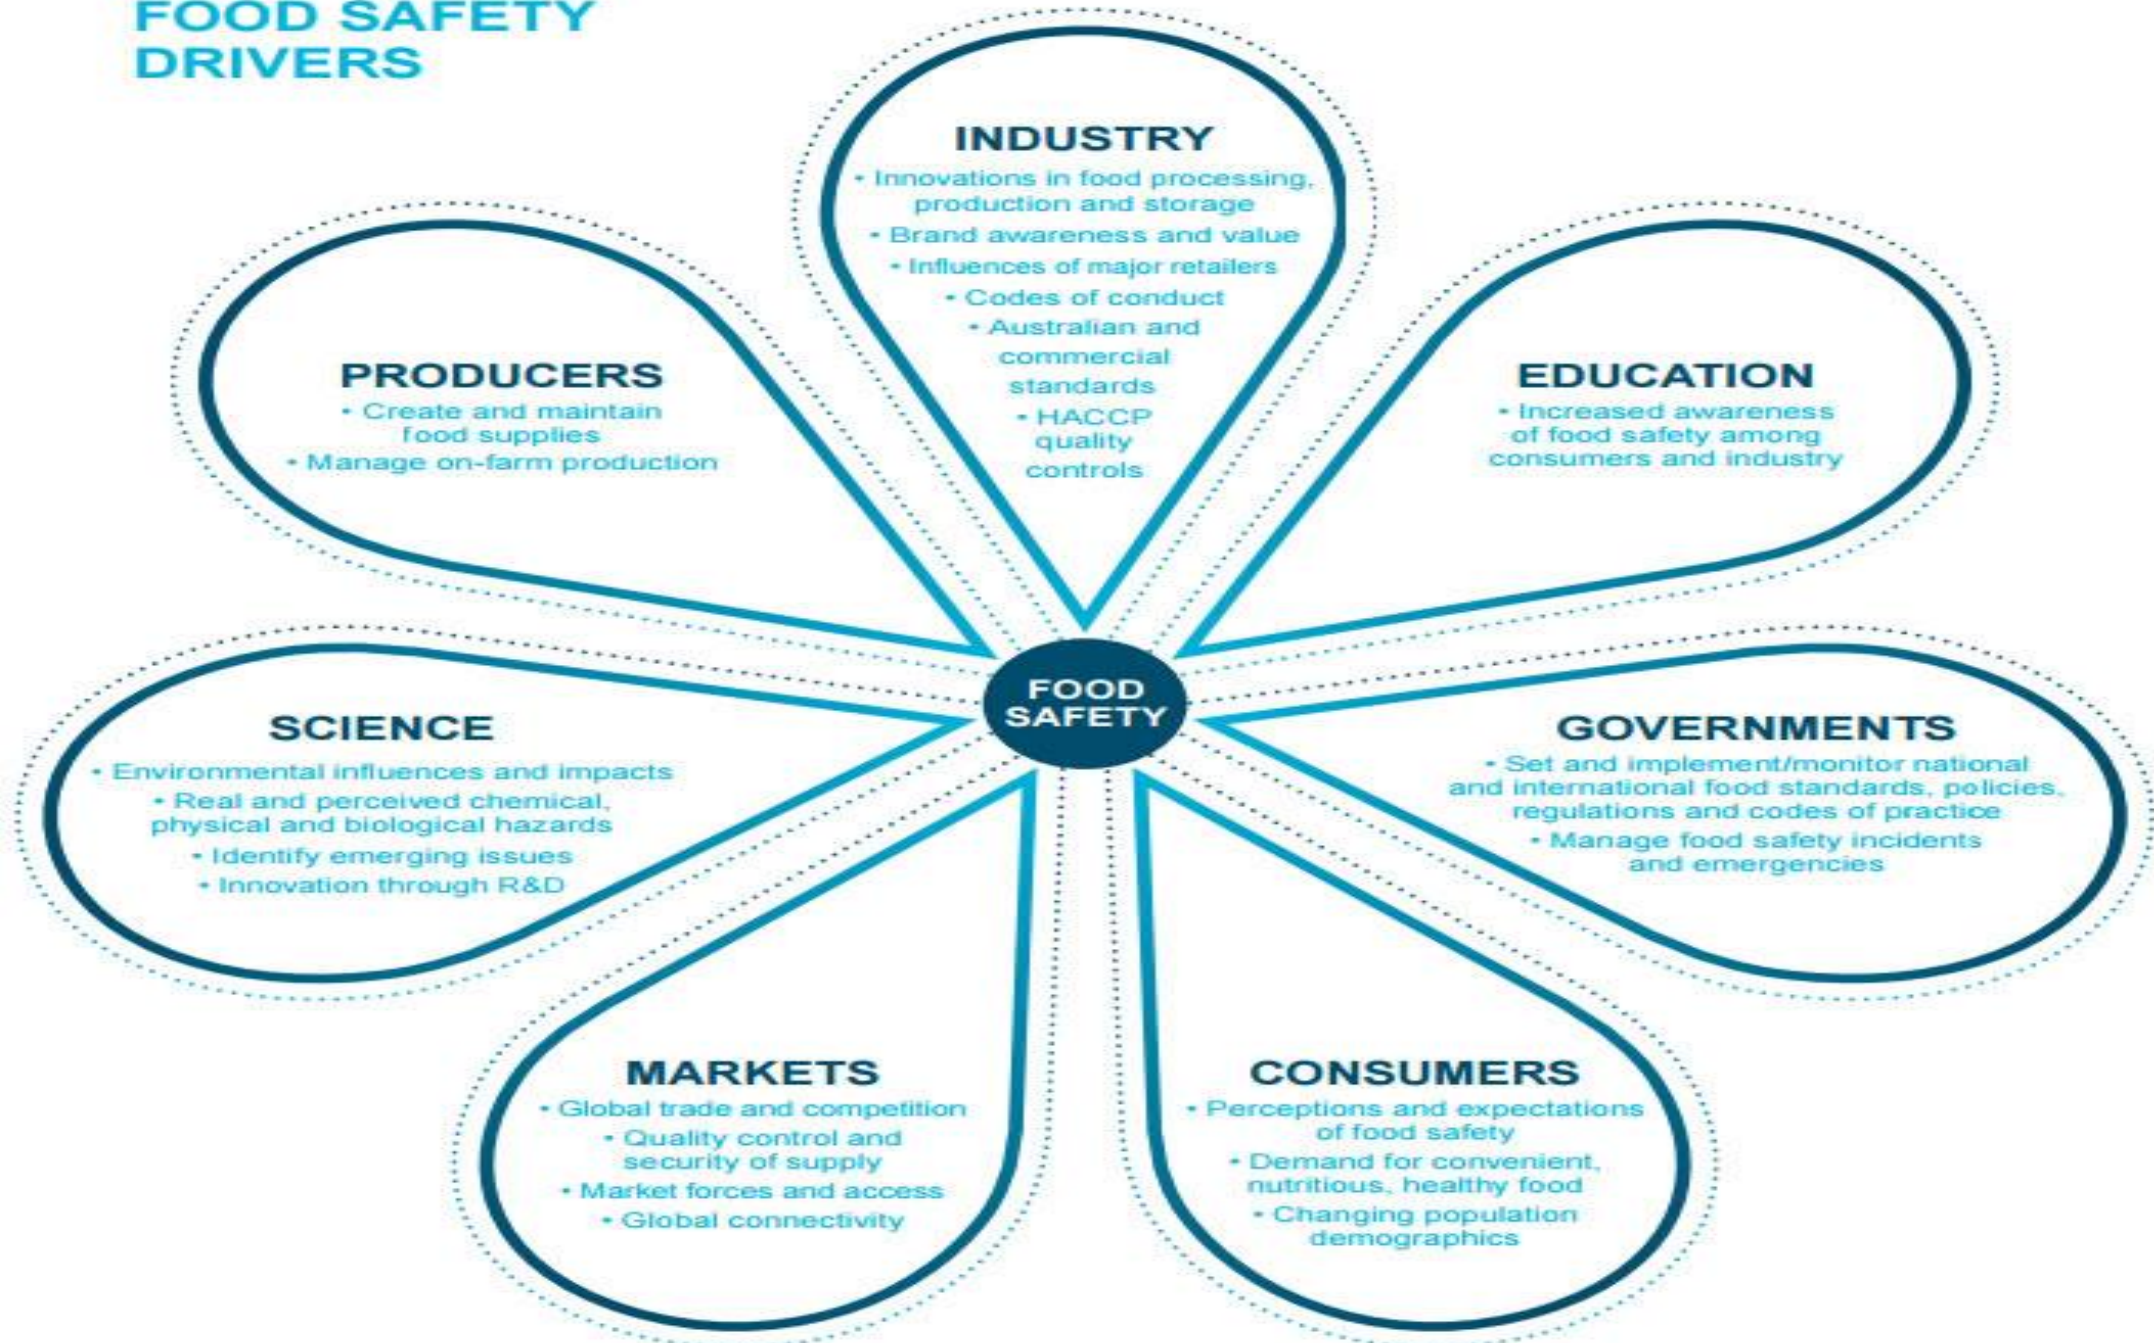 FOOD SAFETY
DRIVERS
INDUSTRY
• Innovations in food processing,
production and storage
• Brand awareness and value
• Influences of major retailers
• Codes of conduct
• Australian and
commercial
standards
• HACCP
quality
controls
PRODUCERS
• Create and maintain
food supplies
• Manage on-farm production
EDUCATION
• Increased awareness
of food safety among
consumers and industry
FOOD
SAFETY
SCIENCE
• Environmental influences and impacts
• Real and perceived chemical,
physical and biological hazards
• Identify emerging issues
• Innovation through R&D
GOVERNMENTS
• Set and implement/monitor national
and international food standards, policies,
regulations and codes of practice
• Manage food safety incidents
and emergencies
MARKETS
• Global trade and competition
• Quality control and
security of supply
• Market forces and access
• Global connectivity
CONSUMERS
• Perceptions and expectations
of food safety
• Demand for convenient,
nutritious, healthy food
• Changing population
demographics